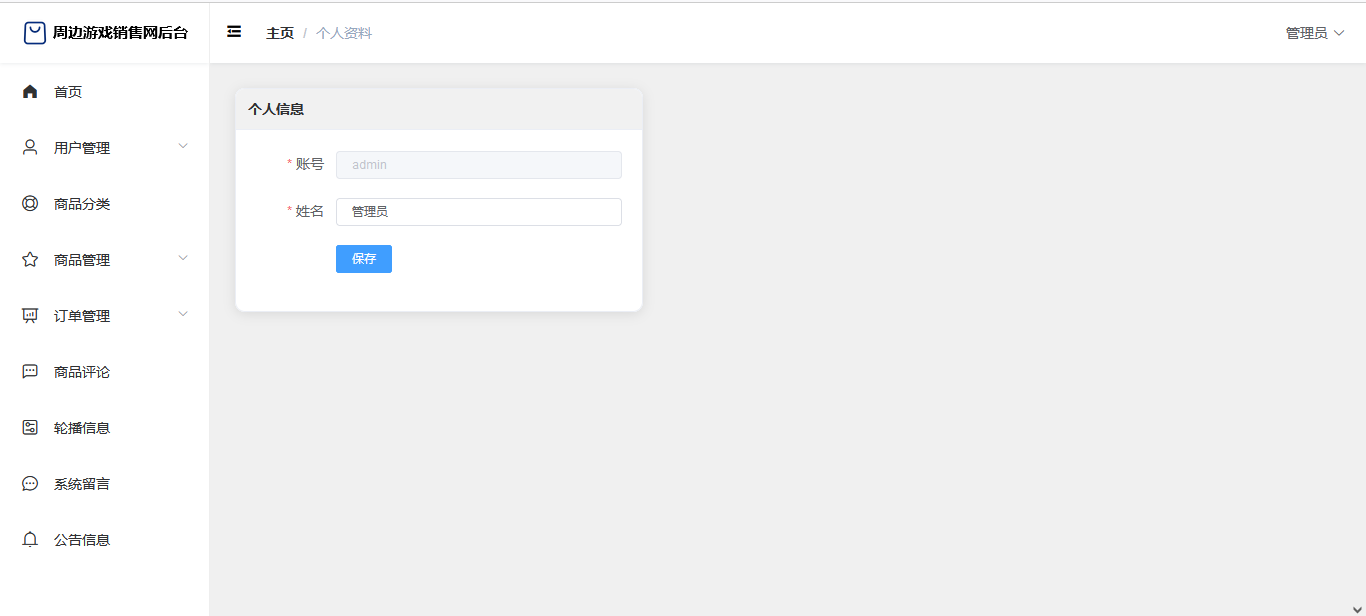 周边游戏销售网后台
主页 / 个人资料
管理员
首页
用户管理
商品分类
商品管理
订单管理
商品评论
轮播信息
系统留言
公告信息
个人信息
* 账号 admin
* 姓名 管理员
保存